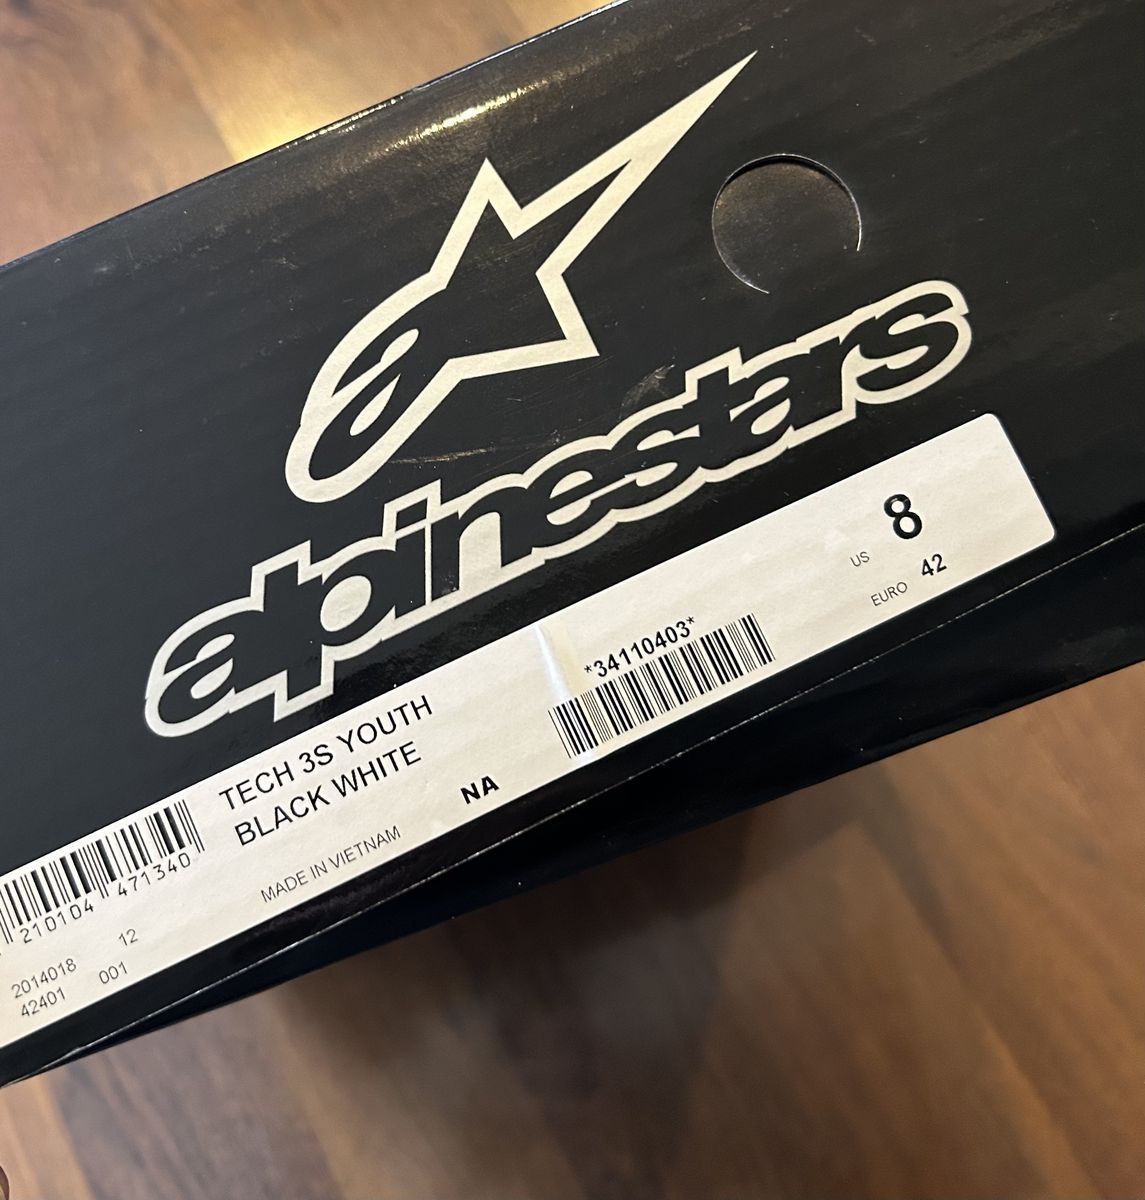 alpinestars
US 8
EURO 42
*34110403*
TECH 3S YOUTH
BLACK WHITE
NA
MADE IN VIETNAM
210104 471340
2014018 12
42401 001